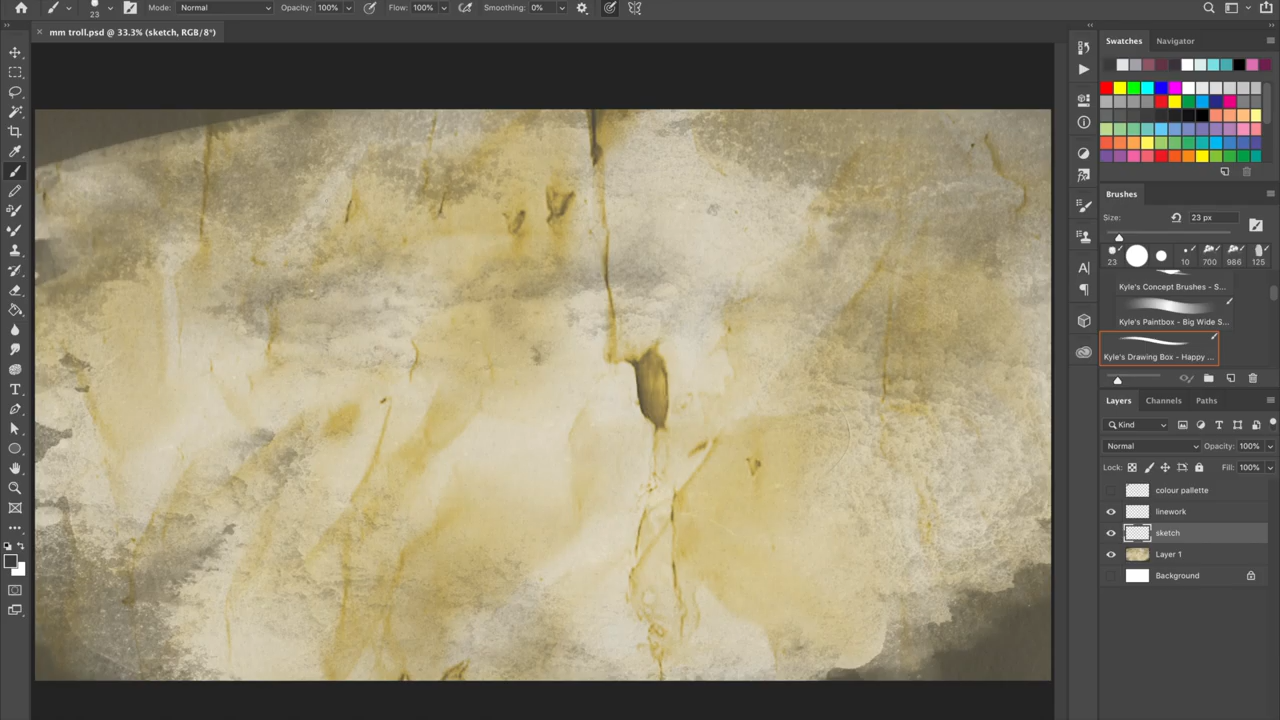 23
Mode: Normal
Opacity: 100%
Flow: 100%
Smoothing: 0%
× mm troll.psd @ 33.3% (sketch, RGB/8*)
Swatches
Navigator
Brushes
Size:
23 px
23
10
700
986
125
Kyle's Concept Brushes - S...
Kyle's Paintbox - Big Wide S...
Kyle's Drawing Box - Happy ...
Layers
Channels
Paths
Kind
Normal
Opacity: 100%
Lock:
Fill: 100%
colour pallette
linework
sketch
Layer 1
Background